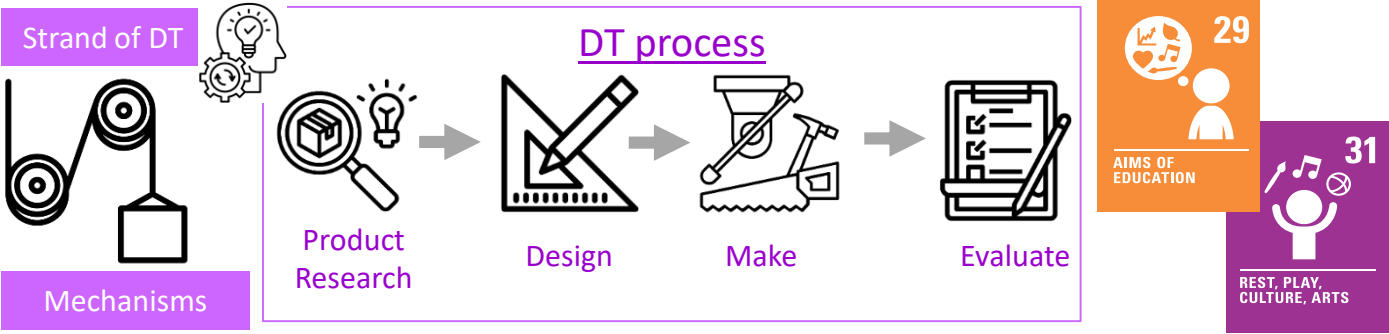 Strand of DT
Mechanisms
DT process
Product
Research
Design
Make
Evaluate
29
AIMS OF
EDUCATION
31
REST, PLAY,
CULTURE, ARTS